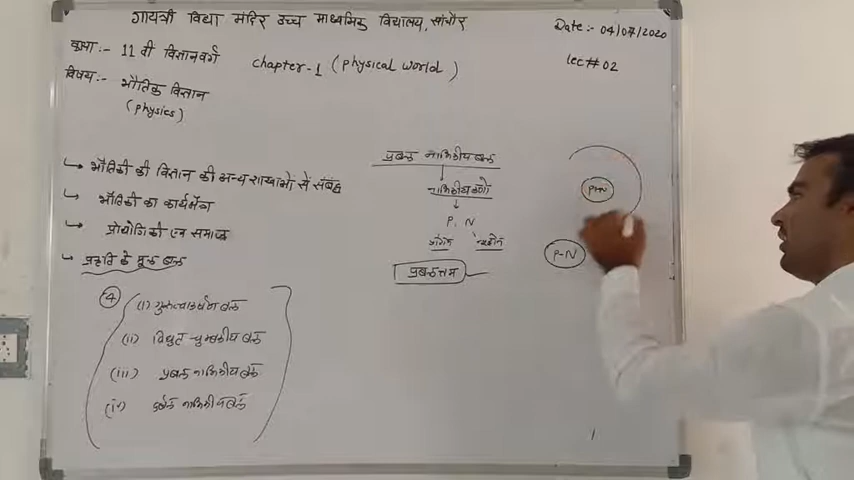 गायत्री विद्या मंदिर उच्च माध्यमिक विद्यालय, सांचौर
Date :- 04/07/2020
Lec # 02
कक्षा :- 11 वी विज्ञान वर्ग
chapter-1 (physical world)
विषय :- भौतिक विज्ञान
(physics)
भौतिकी की विज्ञान की अन्य शाखाओं से संबंध
भौतिकी का कार्यक्षेत्र
प्रोद्योगिकी एवं समाज
प्रकृति के मूल बल
4
(i) गुरुत्वाकर्षण बल
(ii) विधुत चुम्बकीय बल
(iii) प्रबल नाभिकीय बल
(iv) दुर्बल नाभिकीय बल
प्रबल नाभिकीय बल
नाभिकीय कणो
P, N
प्रबलतम
P+N
P-N